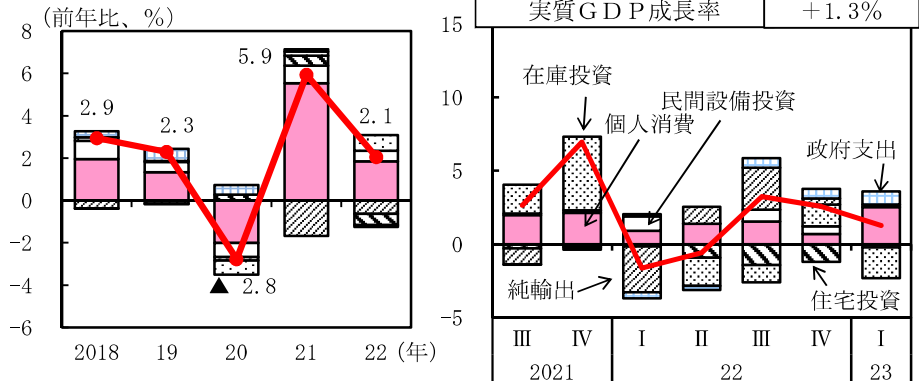 (前年比、%)
8
6
4
2
0
−2
−4
−6
2.9
2.3
▲ 2.8
5.9
2.1
2018 19 20 21 22 (年)
実質GDP成長率 +1.3%
15
10
5
0
-5
在庫投資
民間設備投資
個人消費
政府支出
純輸出
住宅投資
Ⅲ Ⅳ Ⅰ Ⅱ Ⅲ Ⅳ Ⅰ
2021 22 23